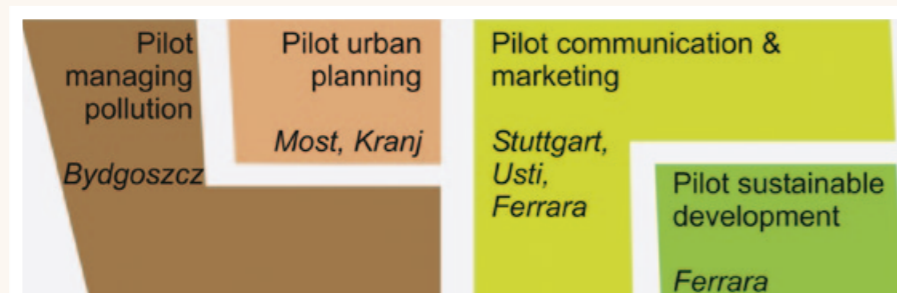 Pilot
managing
pollution
Bydgoszcz
Pilot urban
planning
Most, Kranj
Pilot communication &
marketing
Stuttgart,
Usti,
Ferrara
Pilot sustainable
development
Ferrara